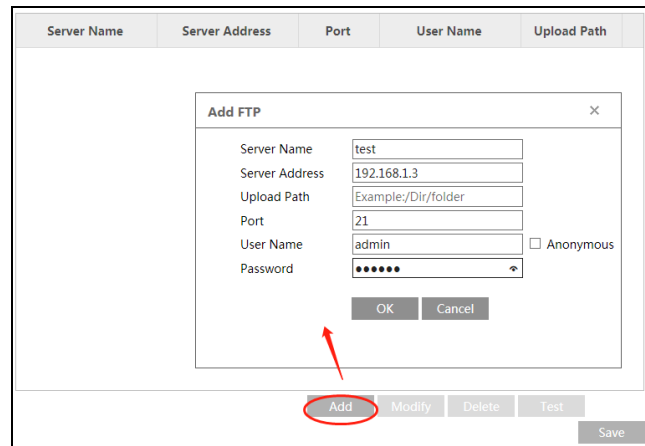 Server Name Server Address Port User Name Upload Path
Add FTP ×
Server Name test
Server Address 192.168.1.3
Upload Path Example:/Dir/folder
Port 21
User Name admin Anonymous
Password ●●●●●●
OK Cancel
Add Modify Delete Test
Save